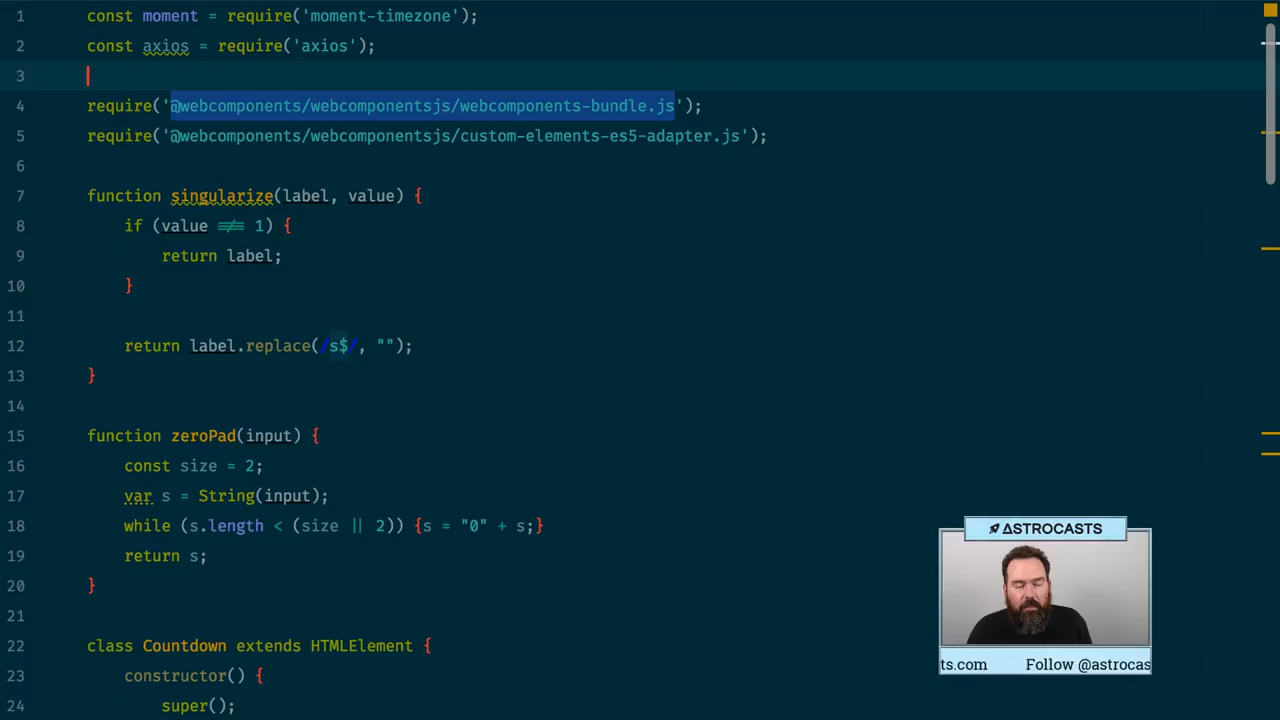 1 const moment = require('moment-timezone');
2 const axios = require('axios');
3
4 require('@webcomponents/webcomponentsjs/webcomponents-bundle.js');
5 require('@webcomponents/webcomponentsjs/custom-elements-es5-adapter.js');
6
7 function singularize(label, value) {
8 if (value !== 1) {
9 return label;
10 }
11
12 return label.replace(/s$/, "");
13 }
14
15 function zeroPad(input) {
16 const size = 2;
17 var s = String(input);
18 while (s.length < (size || 2)) {s = "0" + s;}
19 return s;
20 }
21
22 class Countdown extends HTMLElement {
23 constructor() {
24 super();
ASTROCASTS
ts.com Follow @astrocas